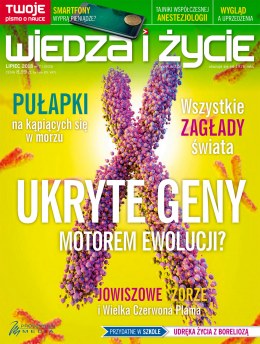 TWOJE
pismo o nauce
SMARTFONY
WYPRĄ PIENIĄDZE?
TAJNIKI WSPÓŁCZESNEJ
ANESTEZJOLOGII
WYGLĄD
A UPRZEDZENIA
wiedza i życie
LIPIEC 2018
PUŁAPKI
na kąpiących się
w morzu
Wszystkie
ZAGŁADY
świata
UKRYTE GENY
MOTOREM EWOLUCJI?
JOWISZOWE ZORZE
i Wielka Czerwona Plama
PRZYDATNE W SZKOLE
UDRĘKA ŻYCIA Z BORELIOZĄ